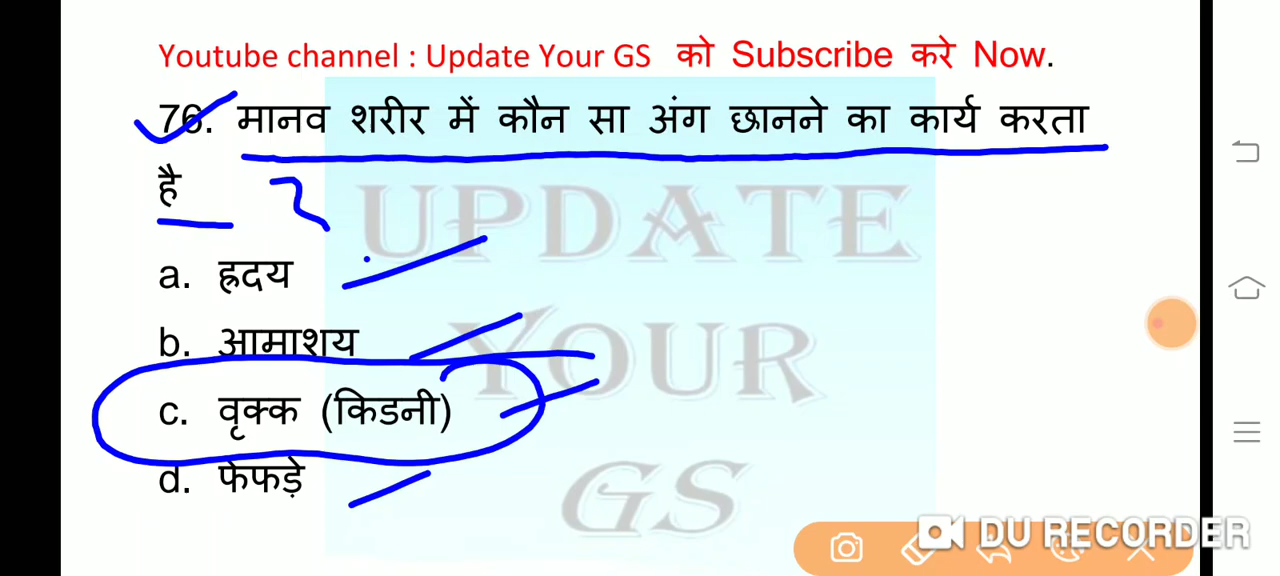 Youtube channel : Update Your GS को Subscribe करे Now.
76. मानव शरीर में कौन सा अंग छानने का कार्य करता
है ?
a. ह्रदय
b. आमाशय
c. वृक्क (किडनी)
d. फेफड़े
UPDATE
YOUR
GS
DU RECORDER